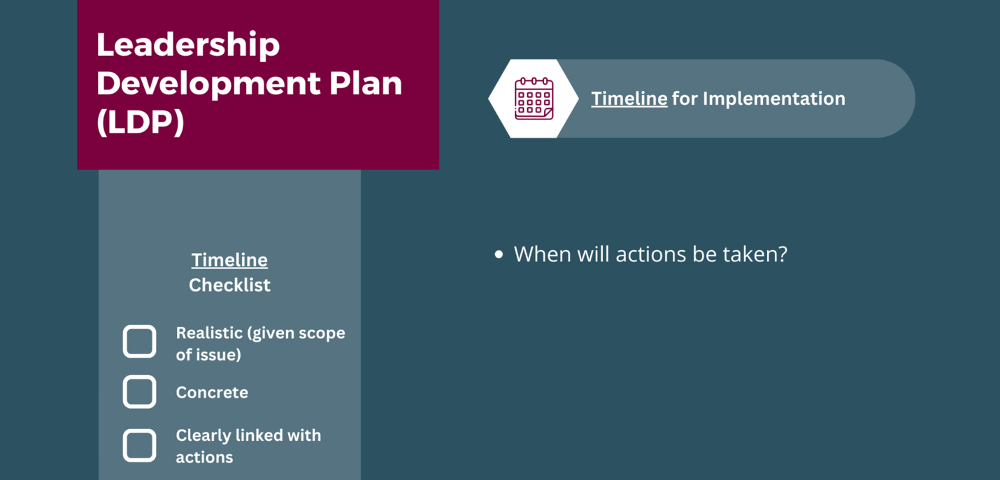 Leadership
Development Plan
(LDP)
Timeline for Implementation
Timeline
Checklist
Realistic (given scope
of issue)
Concrete
Clearly linked with
actions
When will actions be taken?